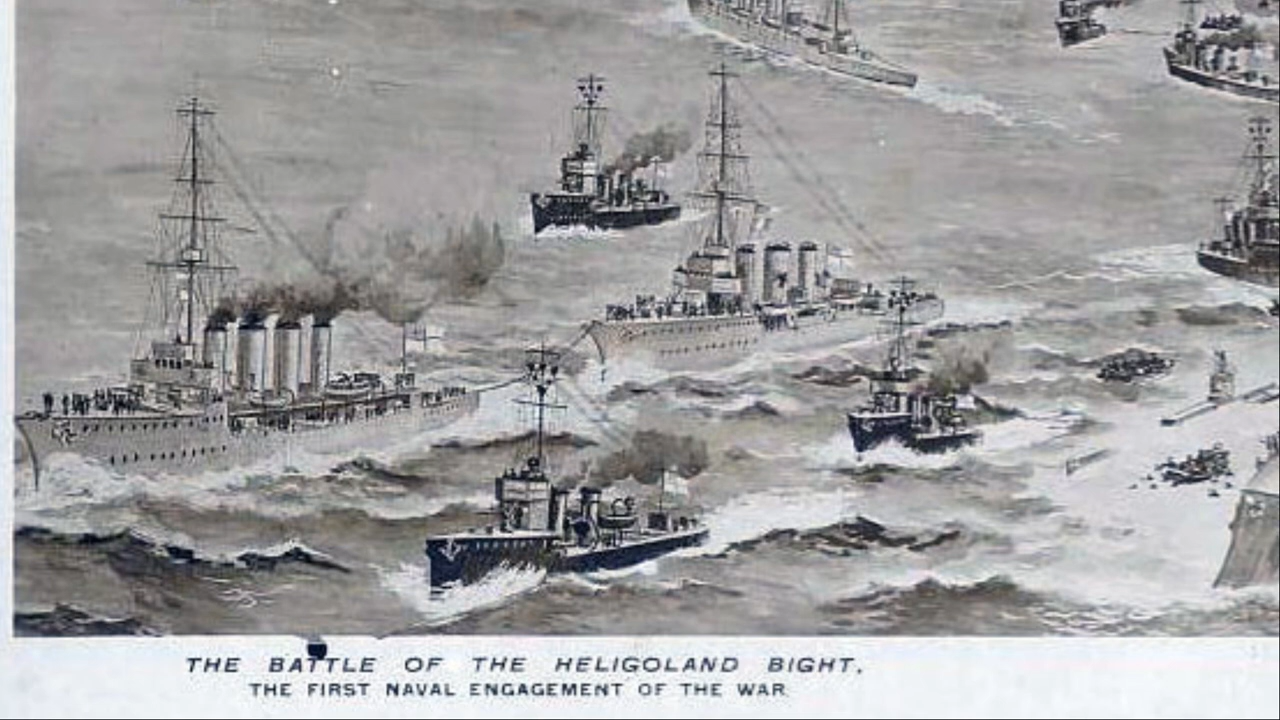 THE BATTLE OF THE HELIGOLAND BIGHT.
THE FIRST NAVAL ENGAGEMENT OF THE WAR